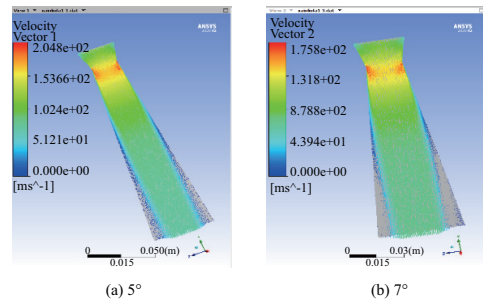 Velocity
Vector 1
2.048e+02
1.5366e+02
1.024e+02
5.121e+01
0.000e+00
[ms^-1]
ANSYS
0
0.050(m)
0.015
(a) 5°
Velocity
Vector 2
1.758e+02
1.318e+02
8.788e+02
4.394e+01
0.000e+00
[ms^-1]
ANSYS
0
0.03(m)
0.015
(b) 7°